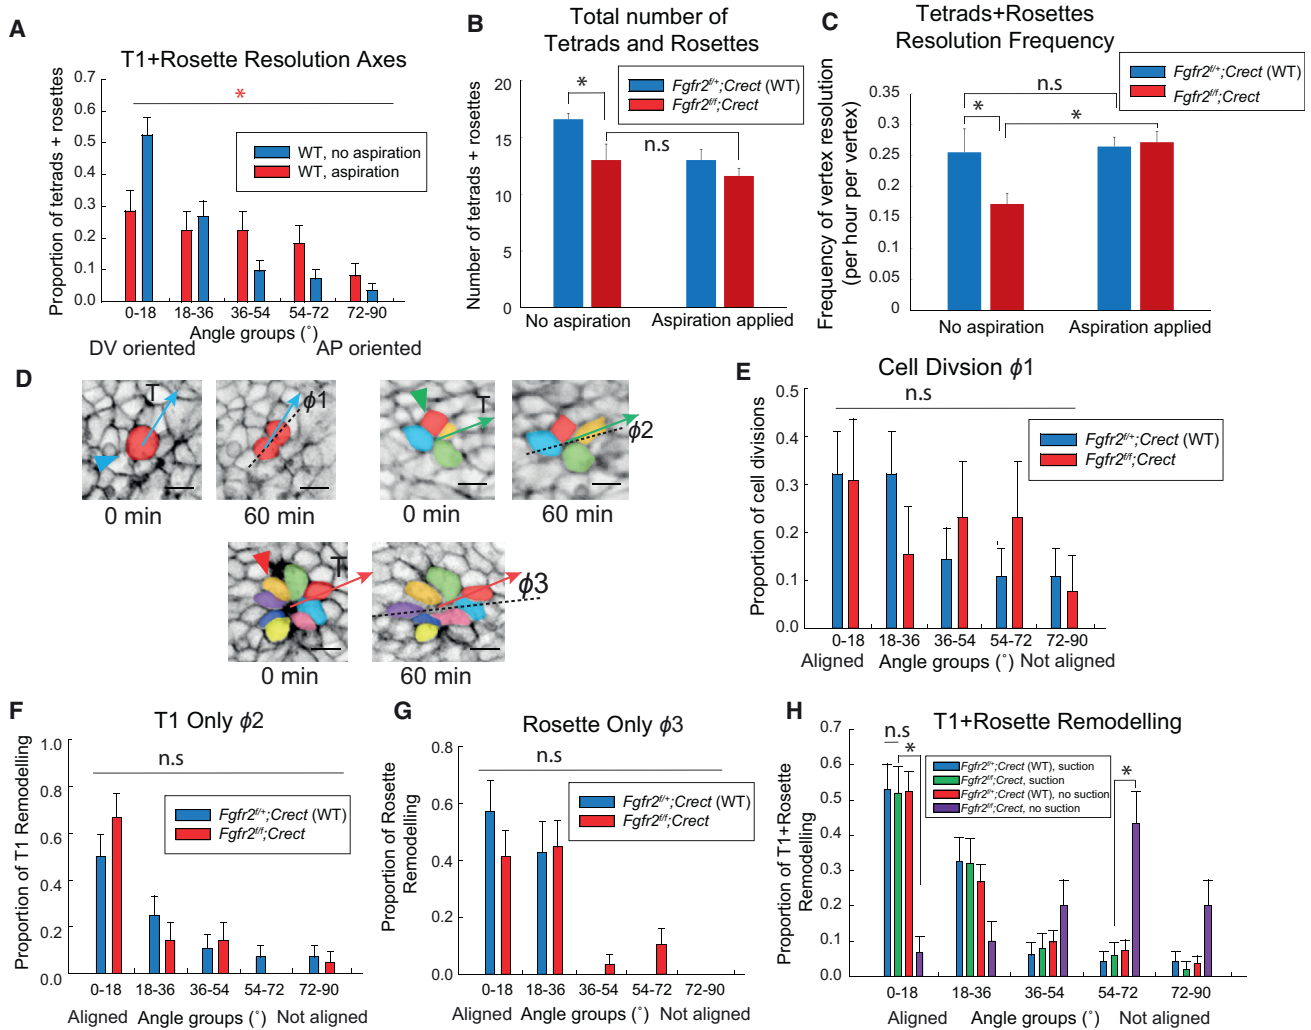 A
T1+Rosette Resolution Axes
0.7
0.6
0.5
0.4
0.3
0.2
0.1
0.0
Proportion of tetrads + rosettes
*
WT, no aspiration
WT, aspiration
0-18
18-36
36-54
54-72
72-90
Angle groups (˚)
DV oriented
AP oriented
B
Total number of
Tetrads and Rosettes
Fgfr2f/+;Crect (WT)
Fgfr2f/f;Crect
20
15
10
5
0
Number of tetrads + rosettes
*
n.s
No aspiration
Aspiration applied
C
Tetrads+Rosettes
Resolution Frequency
Fgfr2f/+;Crect (WT)
Fgfr2f/f;Crect
n.s
*
*
0.35
0.3
0.25
0.2
0.15
0.1
0.05
0
Frequency of vertex resolution
(per hour per vertex)
No aspiration
Aspiration applied
D
T
ϕ1
T
ϕ2
0 min
60 min
0 min
60 min
T
ϕ3
0 min
60 min
E
Cell Divsion ϕ1
n.s
0.5
0.4
0.3
0.2
0.1
0.0
Proportion of cell divisions
Fgfr2f/+;Crect (WT)
Fgfr2f/f;Crect
0-18
18-36
36-54
54-72
72-90
Aligned
Angle groups (˚)
Not aligned
F
T1 Only ϕ2
n.s
1.0
0.8
0.6
0.4
0.2
0.0
Proportion of T1 Remodelling
Fgfr2f/+;Crect (WT)
Fgfr2f/f;Crect
0-18
18-36
36-54
54-72
72-90
Aligned
Angle groups (˚)
Not aligned
G
Rosette Only ϕ3
n.s
0.8
0.6
0.4
0.2
0.0
Proportion of Rosette
Remodelling
Fgfr2f/+;Crect (WT)
Fgfr2f/f;Crect
0-18
18-36
36-54
54-72
72-90
Aligned
Angle groups (˚)
Not aligned
H
T1+Rosette Remodelling
n.s
*
*
0.7
0.6
0.5
0.4
0.3
0.2
0.1
0.0
Proportion of T1+Rosette
Remodelling
Fgfr2f/+;Crect (WT), suction
Fgfr2f/f;Crect, suction
Fgfr2f/+;Crect (WT), no suction
Fgfr2f/f;Crect, no suction
0-18
18-36
36-54
54-72
72-90
Aligned
Angle groups (˚)
Not aligned